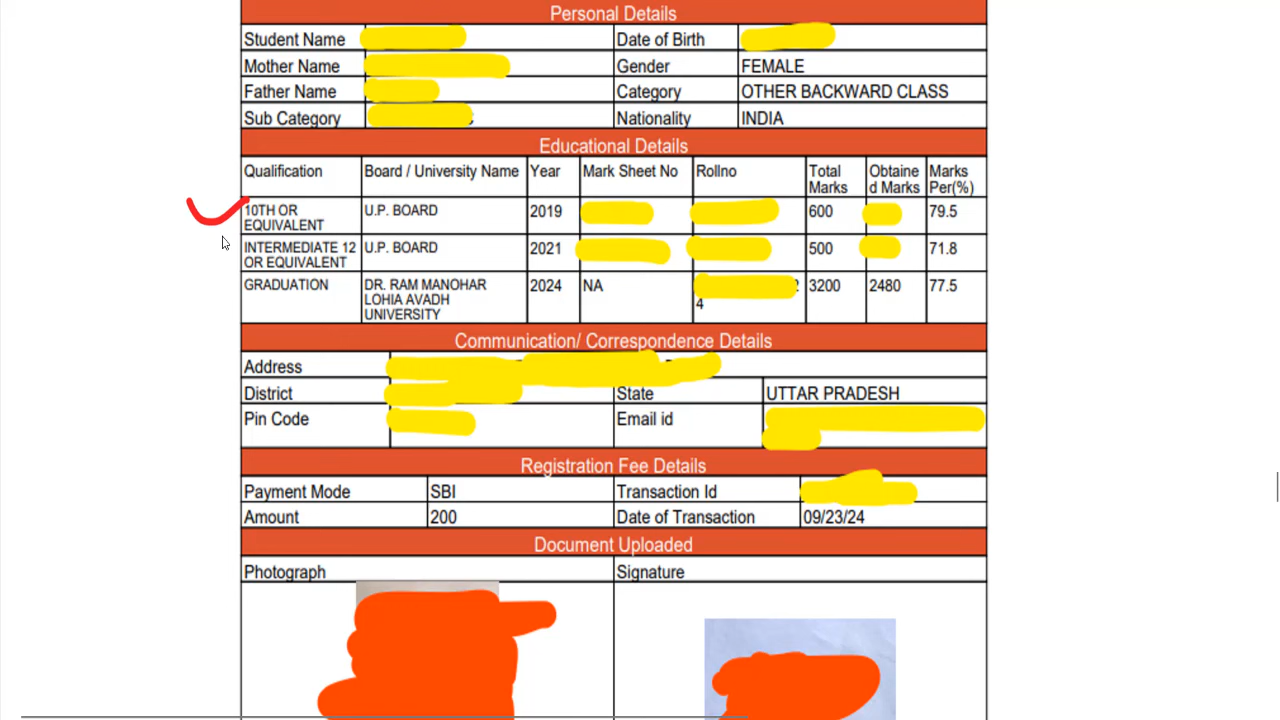 Personal Details
Student Name
Date of Birth
Mother Name
Gender FEMALE
Father Name
Category OTHER BACKWARD CLASS
Sub Category
Nationality INDIA
Educational Details
Qualification Board / University Name Year Mark Sheet No Rollno Total Marks Obtaine d Marks Marks Per(%)
10TH OR EQUIVALENT U.P. BOARD 2019 600 79.5
INTERMEDIATE 12 OR EQUIVALENT U.P. BOARD 2021 500 71.8
GRADUATION DR. RAM MANOHAR LOHIA AVADH UNIVERSITY 2024 NA 4 3200 2480 77.5
Communication/ Correspondence Details
Address
District
State UTTAR PRADESH
Pin Code
Email id
Registration Fee Details
Payment Mode SBI
Transaction Id
Amount 200
Date of Transaction 09/23/24
Document Uploaded
Photograph
Signature